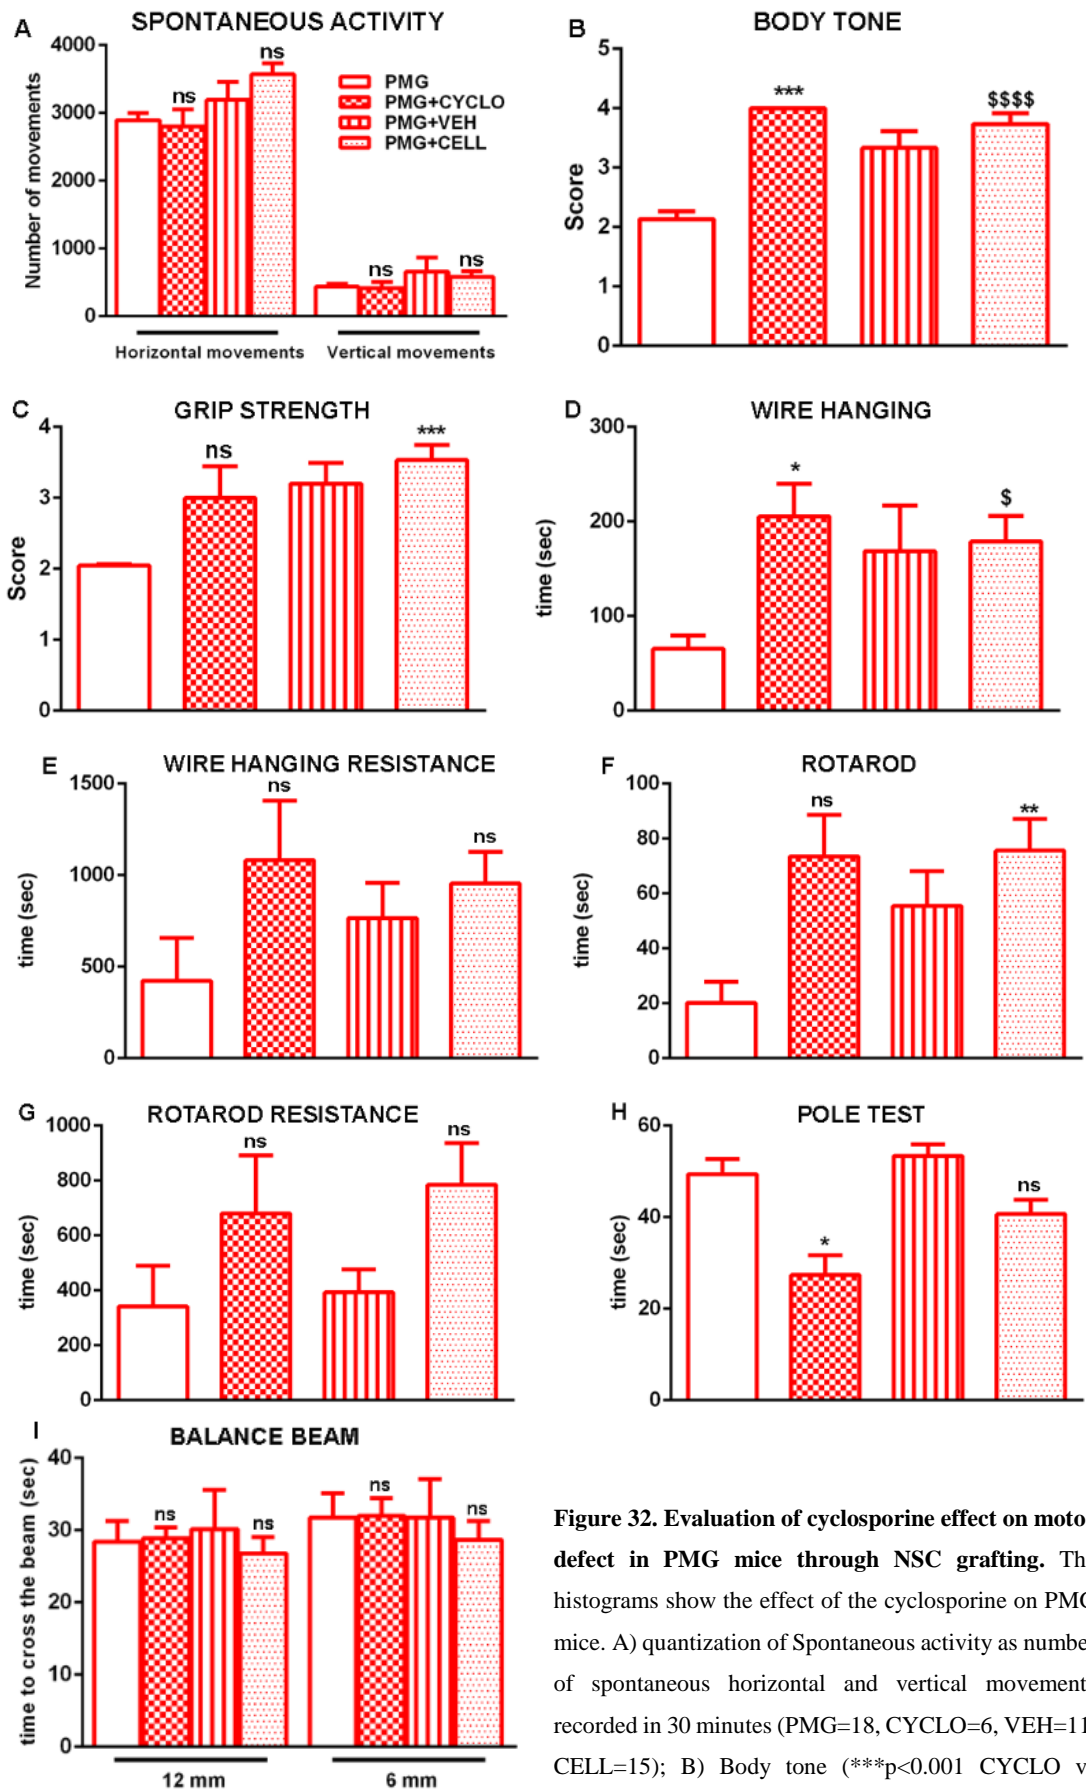 A
SPONTANEOUS ACTIVITY
Number of movements
4000
3000
2000
1000
0
ns
ns
ns
ns
PMG
PMG+CYCLO
PMG+VEH
PMG+CELL
Horizontal movements
Vertical movements
B
BODY TONE
Score
5
4
3
2
1
0
***
$$$$
C
GRIP STRENGTH
Score
4
3
2
1
0
ns
***
D
WIRE HANGING
time (sec)
300
200
100
0
*
$
E
WIRE HANGING RESISTANCE
time (sec)
1500
1000
500
0
ns
ns
F
ROTAROD
time (sec)
100
80
60
40
20
0
ns
**
G
ROTAROD RESISTANCE
time (sec)
1000
800
600
400
200
0
ns
ns
H
POLE TEST
time (sec)
60
40
20
0
*
ns
I
BALANCE BEAM
time to cross the beam (sec)
40
30
20
10
0
ns
ns
ns
ns
12 mm
6 mm
Figure 32. Evaluation of cyclosporine effect on moto
defect in PMG mice through NSC grafting. Th
histograms show the effect of the cyclosporine on PMG
mice. A) quantization of Spontaneous activity as number
of spontaneous horizontal and vertical movement
recorded in 30 minutes (PMG=18, CYCLO=6, VEH=11
CELL=15); B) Body tone (***p<0.001 CYCLO v